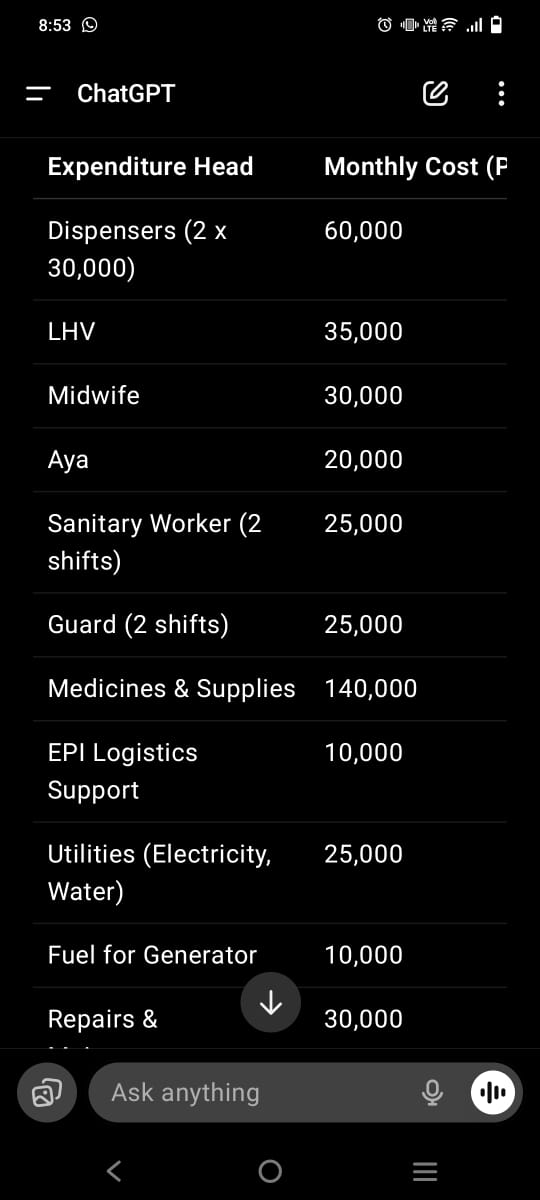 8:53
Vol LTE
ChatGPT
Expenditure Head Monthly Cost (P
Dispensers (2 x 60,000
30,000)
LHV 35,000
Midwife 30,000
Aya 20,000
Sanitary Worker (2 25,000
shifts)
Guard (2 shifts) 25,000
Medicines & Supplies 140,000
EPI Logistics 10,000
Support
Utilities (Electricity, 25,000
Water)
Fuel for Generator 10,000
Repairs & 30,000
Ask anything